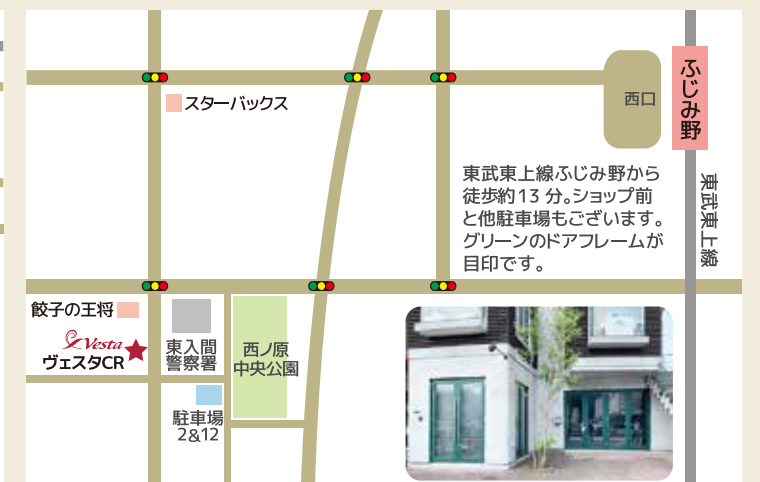 スターバックス
西口
ふじみ野
東武東上線ふじみ野から
徒歩約13分。ショップ前
と他駐車場もございます。
グリーンのドアフレームが
目印です。
東武東上線
餃子の王将
Vesta
ヴェスタCR
東入間
警察署
西ノ原
中央公園
駐車場
2&12